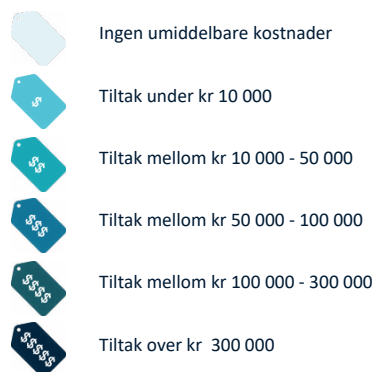 Ingen umiddelbare kostnader
$ Tiltak under kr 10 000
$$ Tiltak mellom kr 10 000 - 50 000
$$$ Tiltak mellom kr 50 000 - 100 000
$$$$ Tiltak mellom kr 100 000 - 300 000
$$$$$ Tiltak over kr  300 000